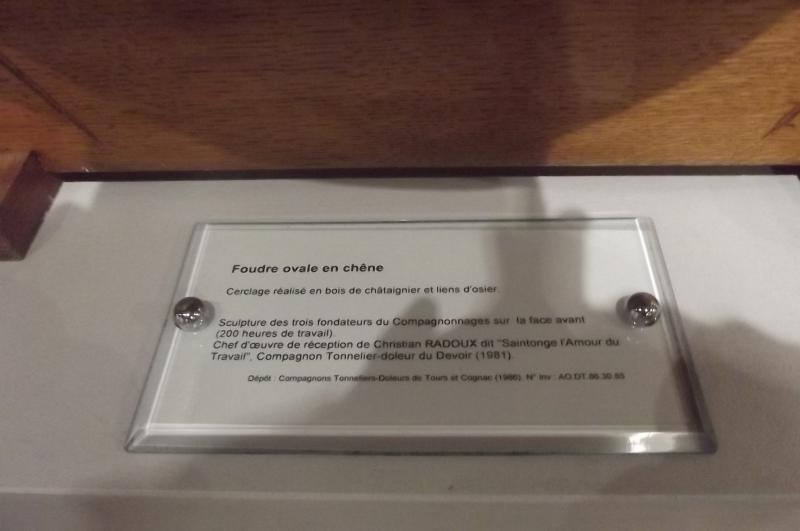 Foudre ovale en chêne
Cerclage réalisé en bois de châtaignier et liens d'osier.
Sculpture des trois fondateurs du Compagnonnages sur la face avant
(200 heures de travail).
Chef d'œuvre de réception de Christian RADOUX dit "Saintonge l'Amour du
Travail", Compagnon Tonnelier-doleur du Devoir (1981).
Dépôt : Compagnons Tonneliers-Doleurs de Tours et Cognac (1986). N° Inv : AO.DT.86.30.85